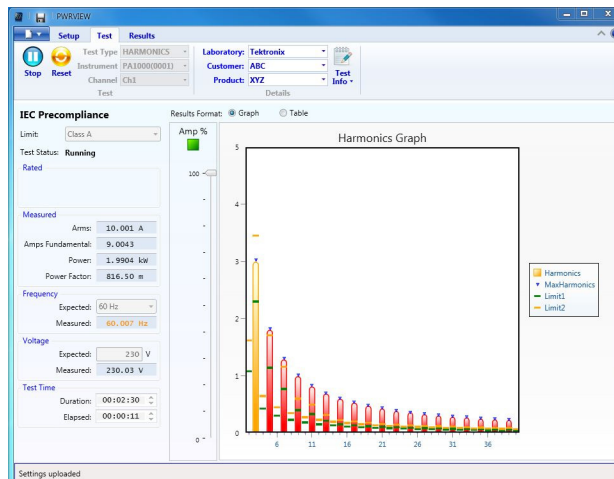 PWRVIEW
Setup Test Results
Test Type HARMONICS
Instrument PA1000(0001)
Channel Ch1
Stop Reset
Test
Laboratory: Tektronix
Customer: ABC
Product: XYZ
Test
Info
Details
IEC Precompliance
Limit: Class A
Test Status: Running
Rated
Measured
Arms: 10.001 A
Amps Fundamental: 9.0043
Power: 1.9904 kW
Power Factor: 816.50 m
Frequency
Expected: 60 Hz
Measured: 60.007 Hz
Voltage
Expected: 230 V
Measured: 230.03 V
Test Time
Duration: 00:02:30
Elapsed: 00:00:11
Results Format: Graph Table
Amp %
100
0
Harmonics Graph
5
4
3
2
1
0
6 11 16 21 26 31 36
Harmonics
MaxHarmonics
Limit1
Limit2
Settings uploaded